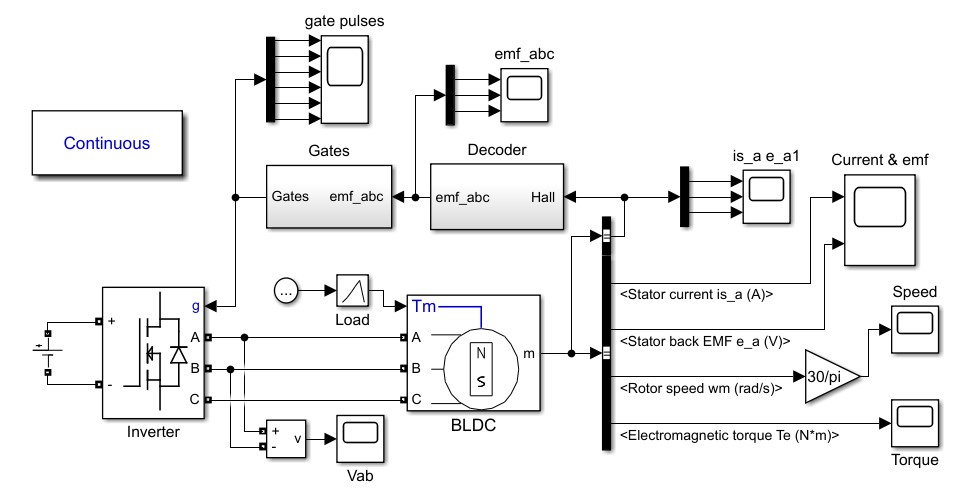 gate pulses
emf_abc
Continuous
Gates
Decoder
is_a e_a1
Current & emf
Gates
emf_abc
emf_abc
Hall
g
...
Load
Tm
<Stator current is_a (A)>
Speed
+
A
A
N
S
m
<Stator back EMF e_a (V)>
B
B
30/pi
-
<Rotor speed wm (rad/s)>
C
C
Inverter
BLDC
+
-
v
<Electromagnetic torque Te (N*m)>
Torque
Vab